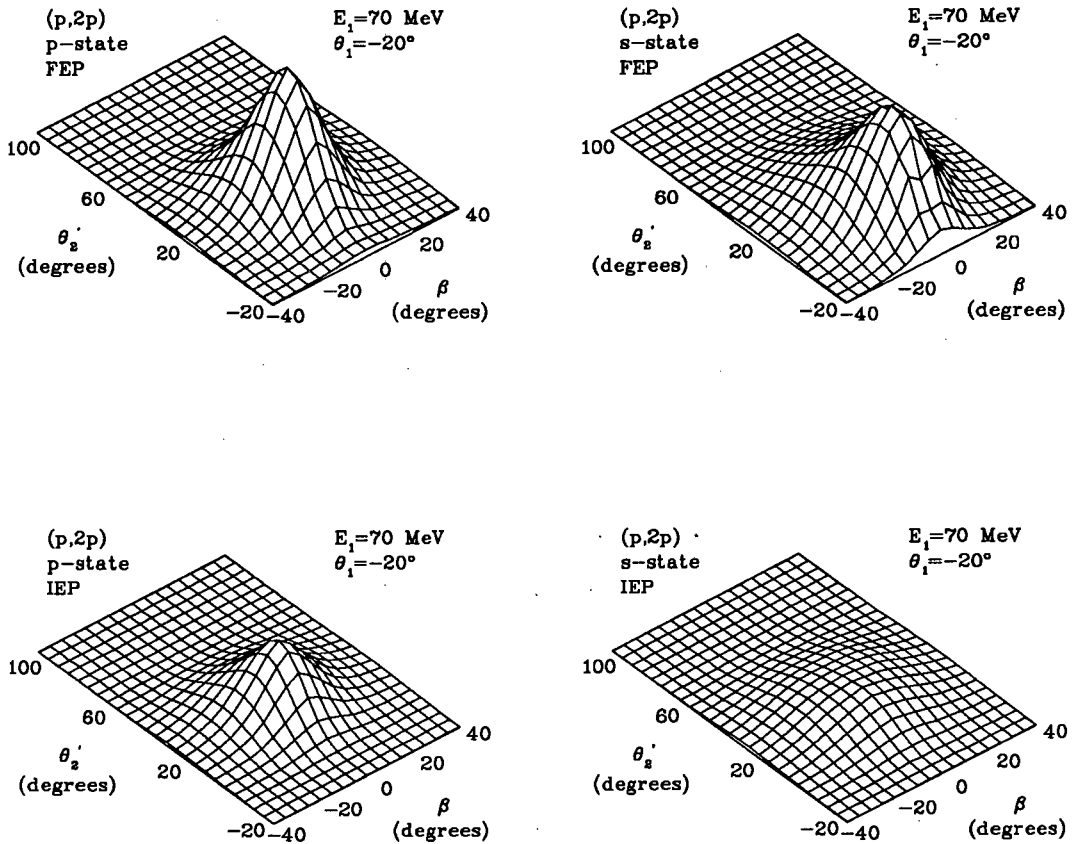 (p,2p)
p-state
FEP
E₁=70 MeV
θ₁=-20°
100
60
20
-20
θ₂'
(degrees)
-40
-20
0
20
40
β
(degrees)
(p,2p)
s-state
FEP
E₁=70 MeV
θ₁=-20°
100
60
20
-20
θ₂'
(degrees)
-40
-20
0
20
40
β
(degrees)
(p,2p)
p-state
IEP
E₁=70 MeV
θ₁=-20°
100
60
20
-20
θ₂'
(degrees)
-40
-20
0
20
40
β
(degrees)
(p,2p)
s-state
IEP
E₁=70 MeV
θ₁=-20°
100
60
20
-20
θ₂'
(degrees)
-40
-20
0
20
40
β
(degrees)